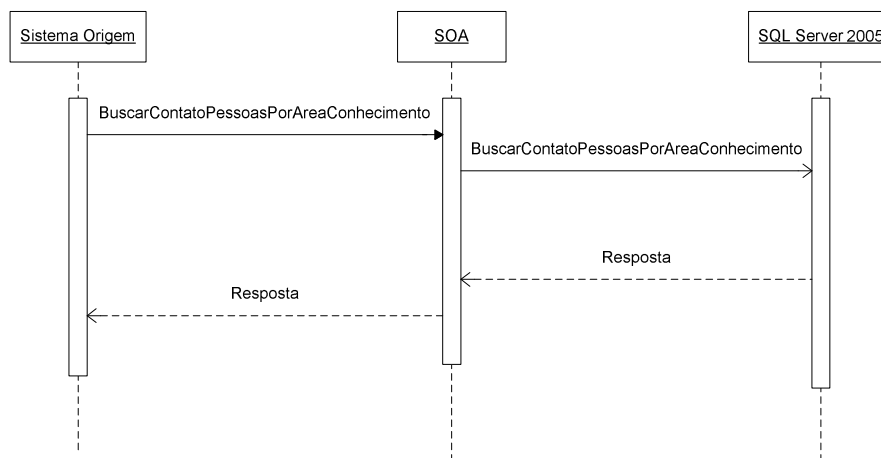 Sistema Origem
SOA
SQL Server 2005
BuscarContatoPessoasPorAreaConhecimento
BuscarContatoPessoasPorAreaConhecimento
Resposta
Resposta